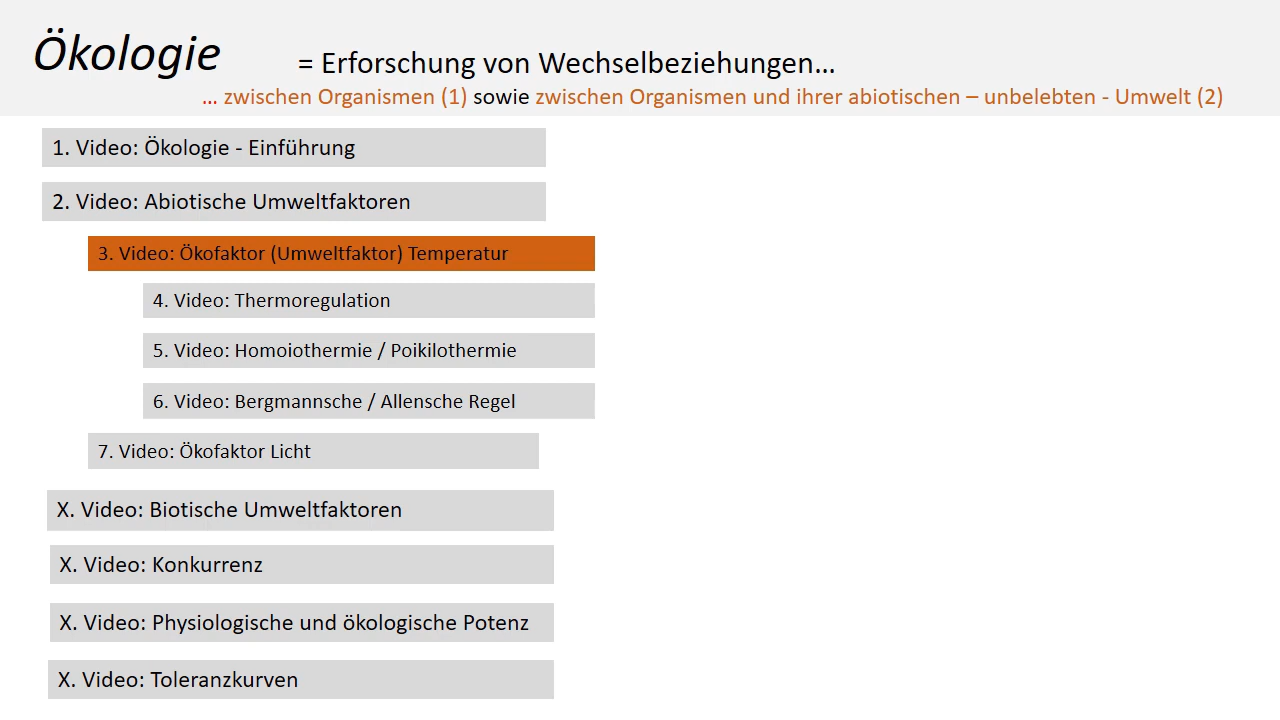 Ökologie
= Erforschung von Wechselbeziehungen...
... zwischen Organismen (1) sowie zwischen Organismen und ihrer abiotischen – unbelebten - Umwelt (2)
1. Video: Ökologie - Einführung
2. Video: Abiotische Umweltfaktoren
3. Video: Ökofaktor (Umweltfaktor) Temperatur
4. Video: Thermoregulation
5. Video: Homoiothermie / Poikilothermie
6. Video: Bergmannsche / Allensche Regel
7. Video: Ökofaktor Licht
X. Video: Biotische Umweltfaktoren
X. Video: Konkurrenz
X. Video: Physiologische und ökologische Potenz
X. Video: Toleranzkurven